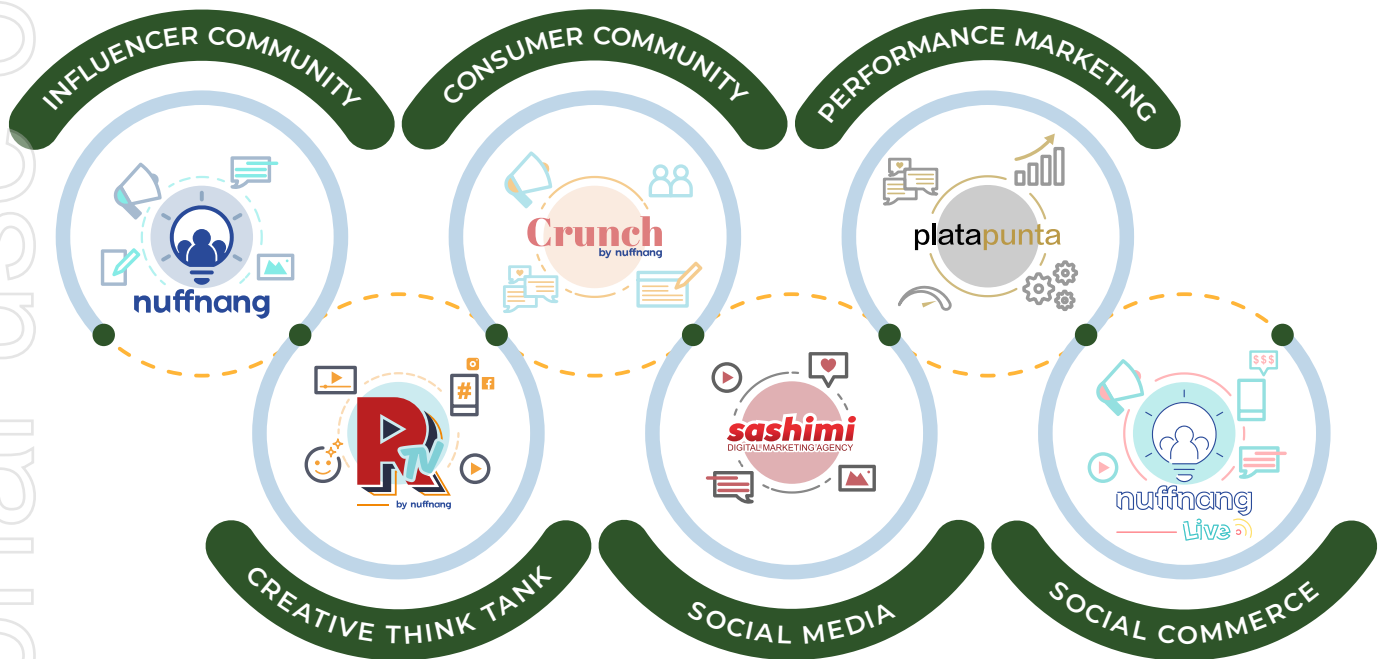 INFLUENCER COMMUNITY
CONSUMER COMMUNITY
PERFORMANCE MARKETING
nuffnang
Crunch
by nuffnang
platapunta
#
RTV
by nuffnang
sashimi
DIGITAL MARKETING AGENCY
$$$
nuffnang
Live
CREATIVE THINK TANK
SOCIAL MEDIA
SOCIAL COMMERCE